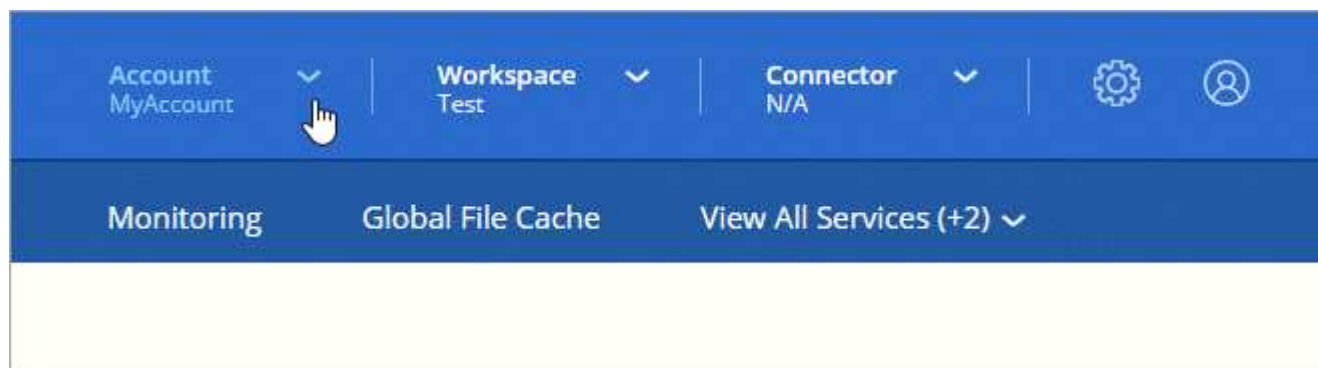 Account
MyAccount
Workspace
Test
Connector
N/A
Monitoring
Global File Cache
View All Services (+2)